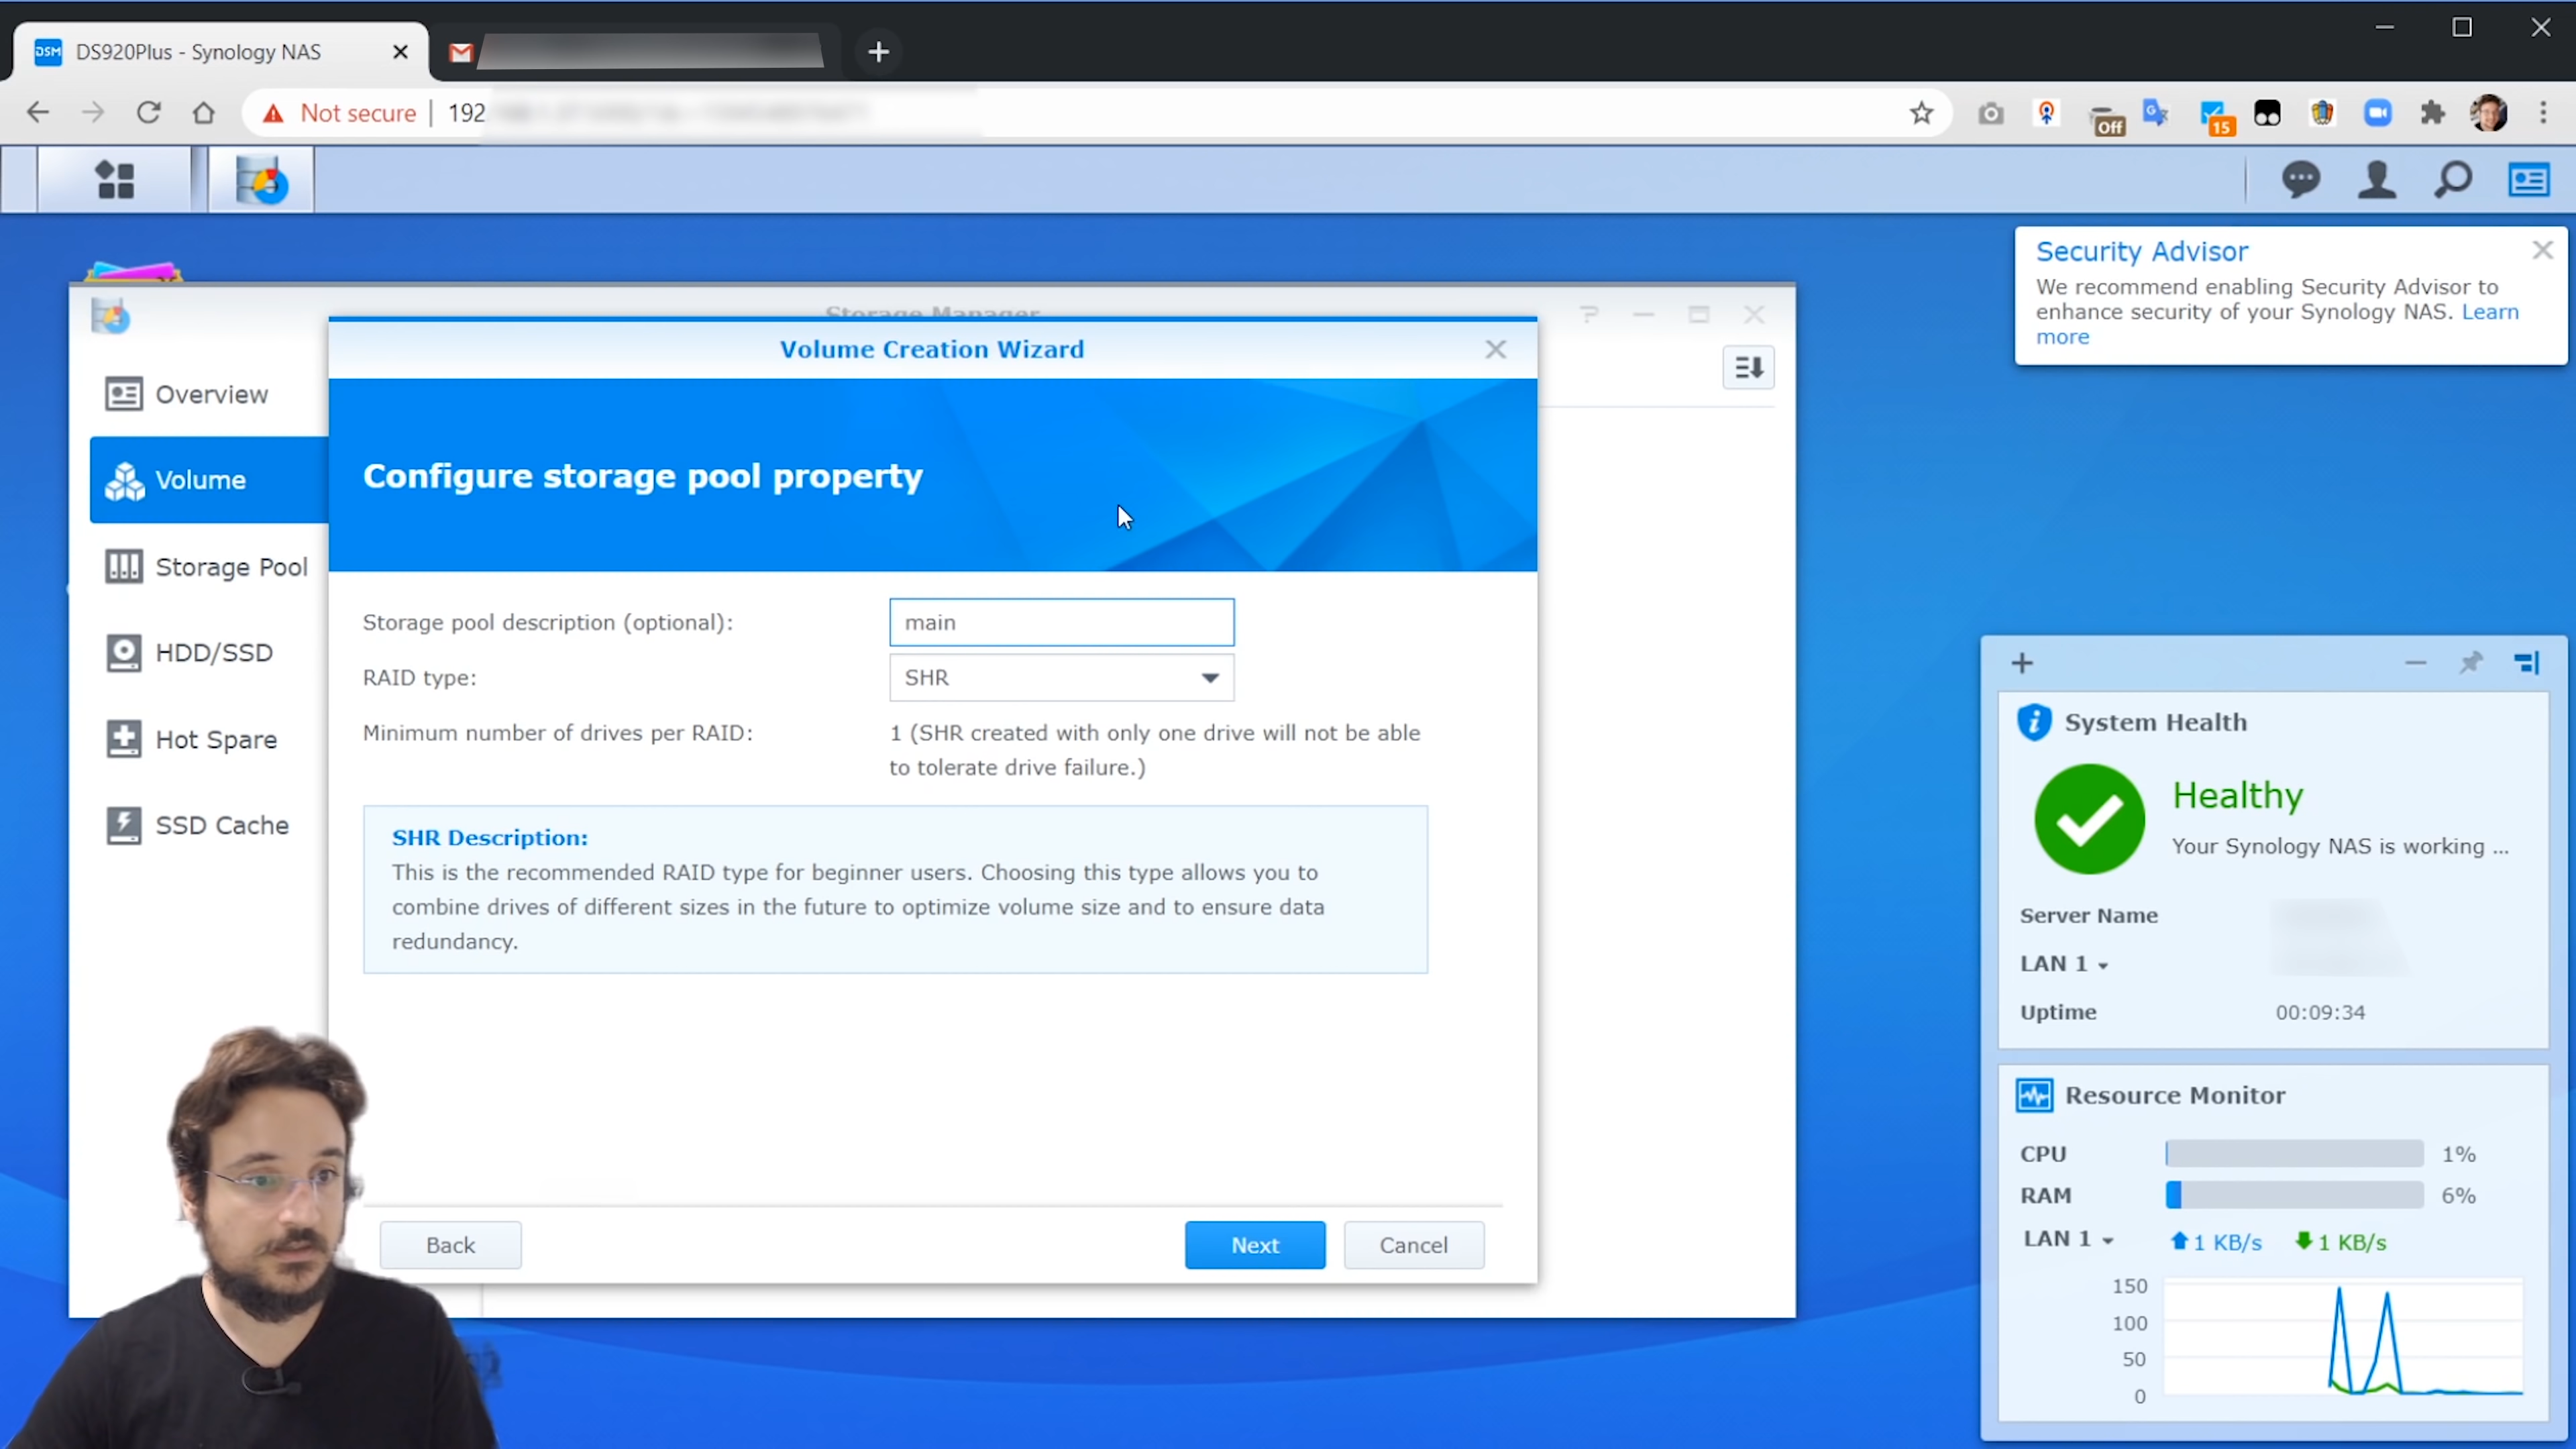 DSM DS920Plus - Synology NAS
Not secure | 192
Off
15
Security Advisor
We recommend enabling Security Advisor to
enhance security of your Synology NAS. Learn
more
Storage Manager
Volume Creation Wizard
Overview
Volume
Storage Pool
HDD/SSD
Hot Spare
SSD Cache
Configure storage pool property
Storage pool description (optional): main
RAID type: SHR
Minimum number of drives per RAID: 1 (SHR created with only one drive will not be able
to tolerate drive failure.)
SHR Description:
This is the recommended RAID type for beginner users. Choosing this type allows you to
combine drives of different sizes in the future to optimize volume size and to ensure data
redundancy.
Back
Next
Cancel
System Health
Healthy
Your Synology NAS is working ...
Server Name
LAN 1
Uptime 00:09:34
Resource Monitor
CPU 1%
RAM 6%
LAN 1 1 KB/s 1 KB/s
150
100
50
0